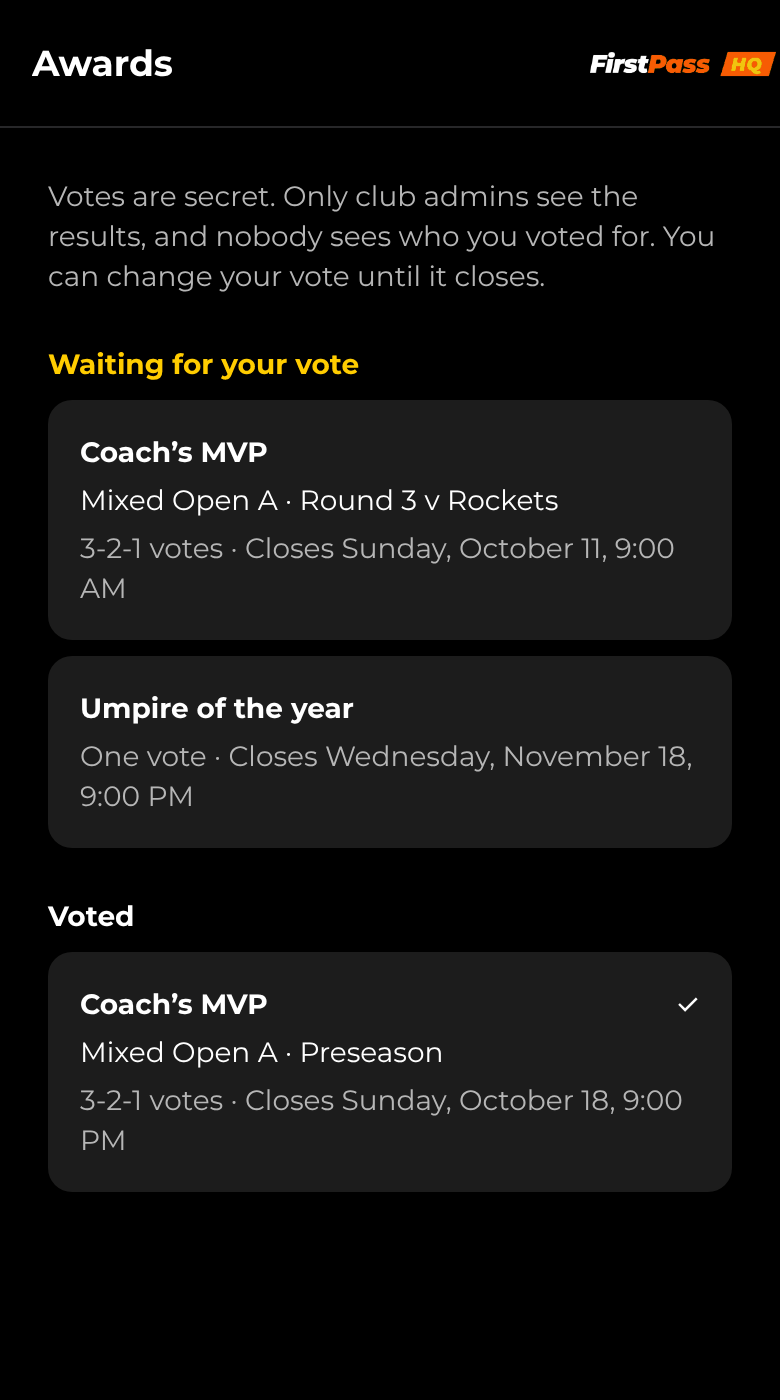 Awards
FirstPass HQ
Votes are secret. Only club admins see the
results, and nobody sees who you voted for. You
can change your vote until it closes.
Waiting for your vote
Coach’s MVP
Mixed Open A · Round 3 v Rockets
3-2-1 votes · Closes Sunday, October 11, 9:00
AM
Umpire of the year
One vote · Closes Wednesday, November 18,
9:00 PM
Voted
Coach’s MVP
Mixed Open A · Preseason
3-2-1 votes · Closes Sunday, October 18, 9:00
PM